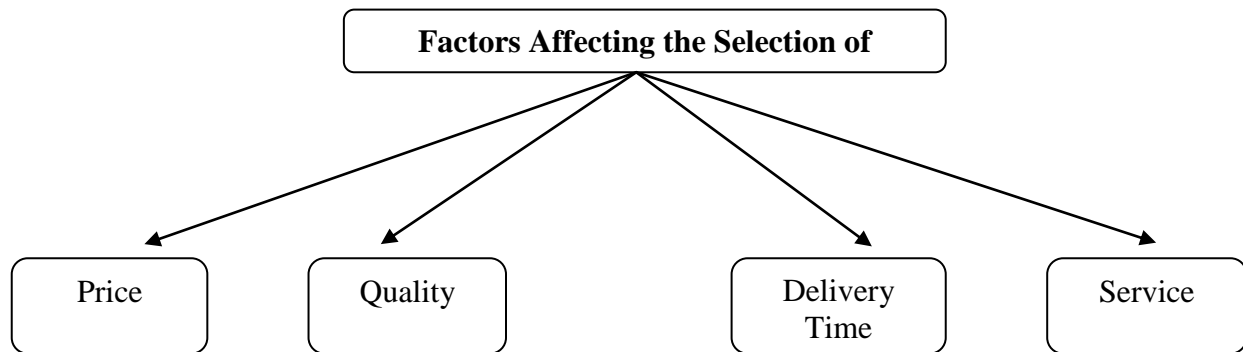 Factors Affecting the Selection of
Price
Quality
Delivery
Time
Service